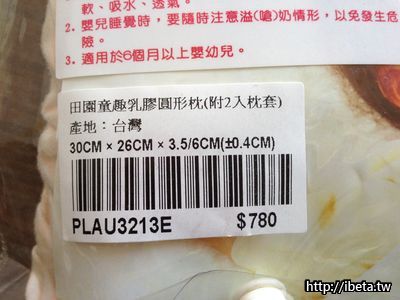 軟、吸水、透氣。
2. 嬰兒睡覺時，要隨時注意溢(嗆)奶情形，以免發生危
險。
3. 適用於6個月以上嬰幼兒。
田園童趣乳膠圓形枕(附2入枕套)
產地：台灣
30CM × 26CM × 3.5/6CM(±0.4CM)
PLAU3213E $780
http://ibeta.tw